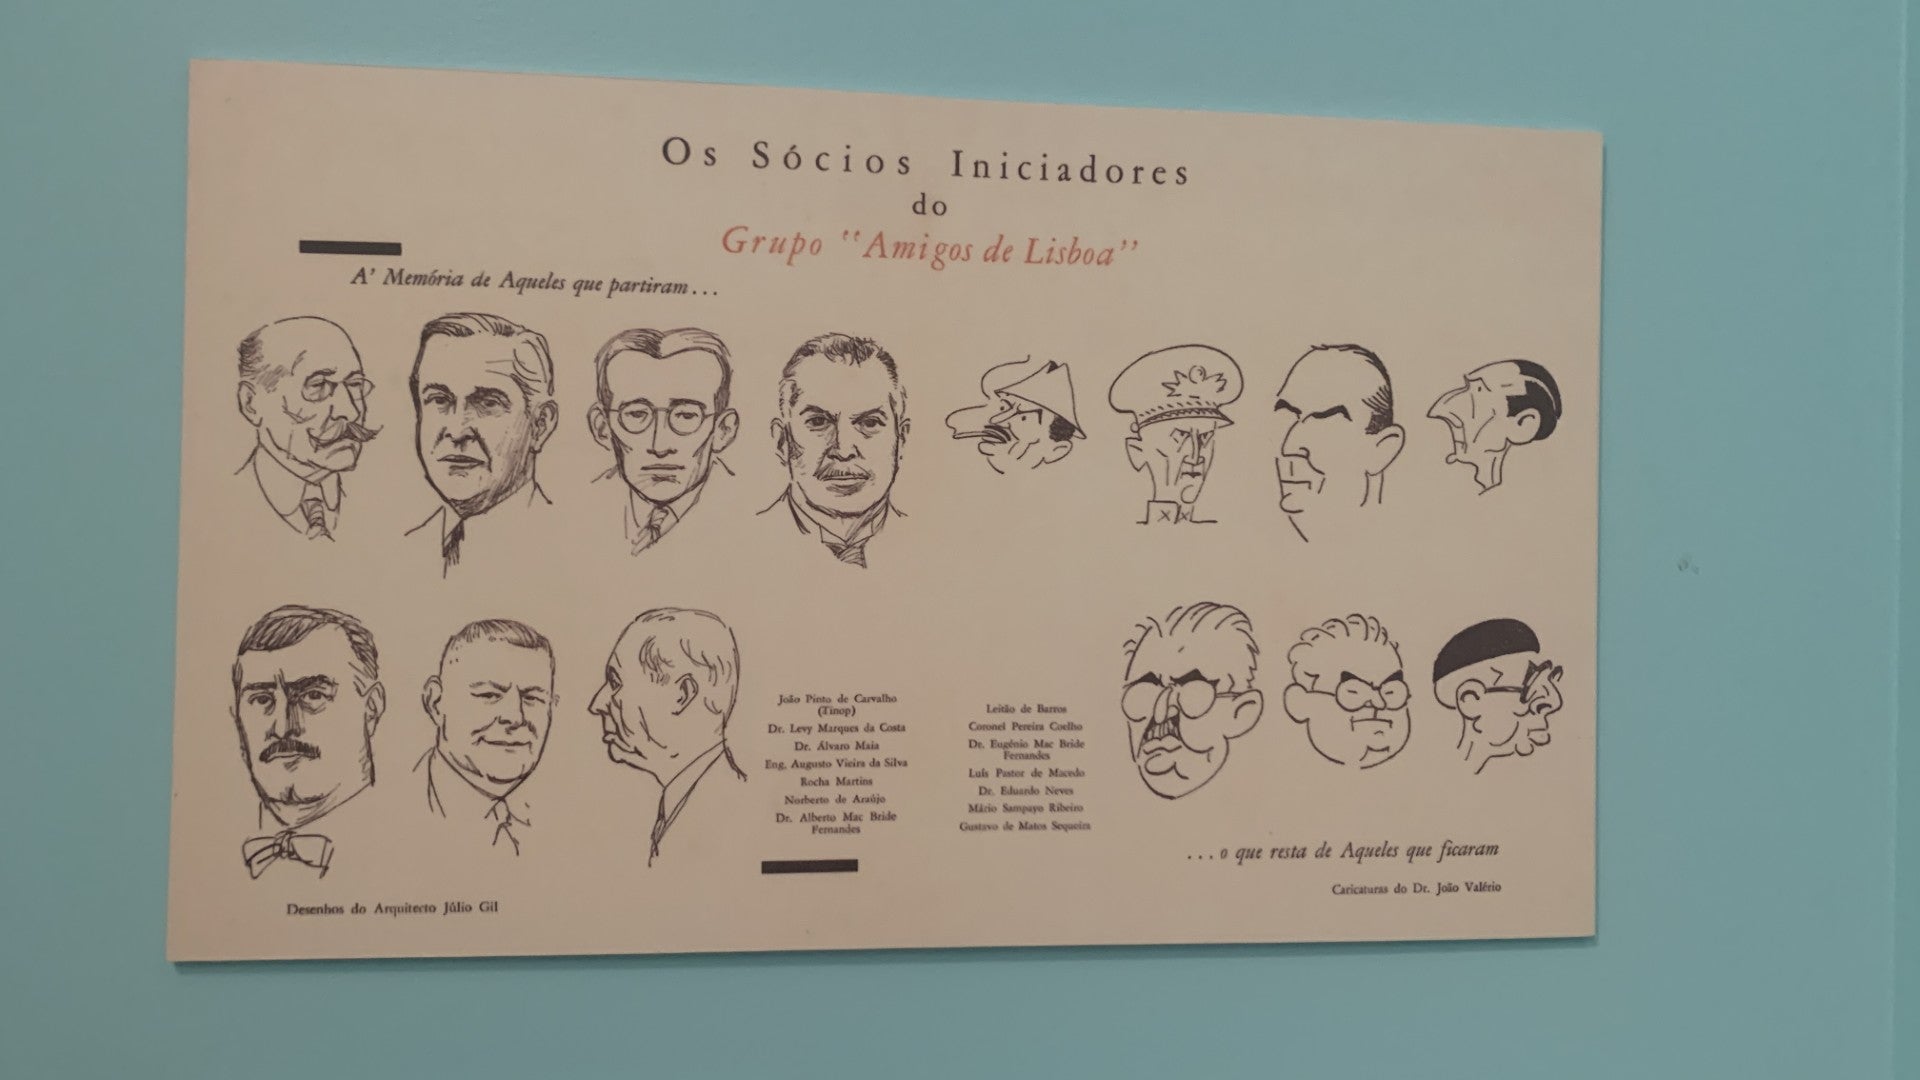 Os Sócios Iniciadores
do
Grupo "Amigos de Lisboa"
A' Memória de Aqueles que partiram...
João Pinto de Carvalho
(Tinop)
Dr. Levy Marques da Costa
Dr. Álvaro Maia
Eng. Augusto Vieira da Silva
Rocha Martins
Norberto de Araújo
Dr. Alberto Mac Bride
Fernandes
Leitão de Barros
Coronel Pereira Coelho
Dr. Eugénio Mac Bride
Fernandes
Luís Pastor de Macedo
Dr. Eduardo Neves
Mário Sampayo Ribeiro
Gustavo de Matos Sequeira
...o que resta de Aqueles que ficaram
Caricaturas do Dr. João Valério
Desenhos do Arquitecto Júlio Gil